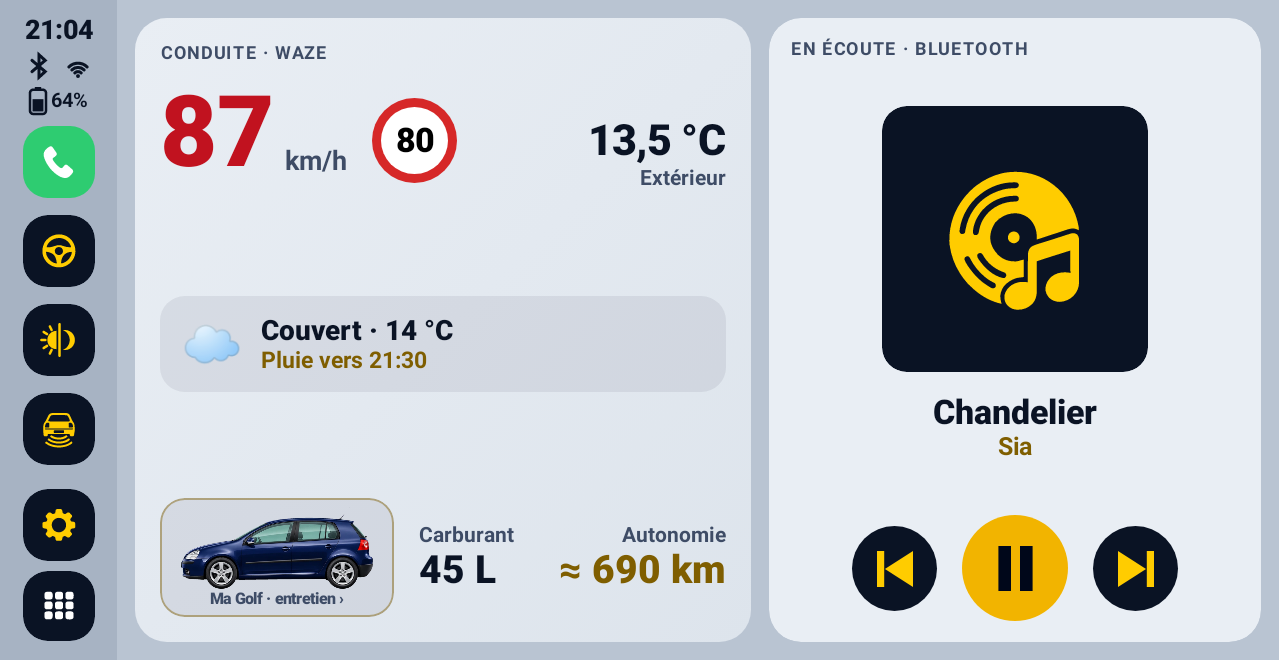 21:04
64%
CONDUITE · WAZE
87 km/h
80
13,5 °C
Extérieur
Couvert · 14 °C
Pluie vers 21:30
Ma Golf · entretien ›
Carburant
45 L
Autonomie
≈ 690 km
EN ÉCOUTE · BLUETOOTH
Chandelier
Sia